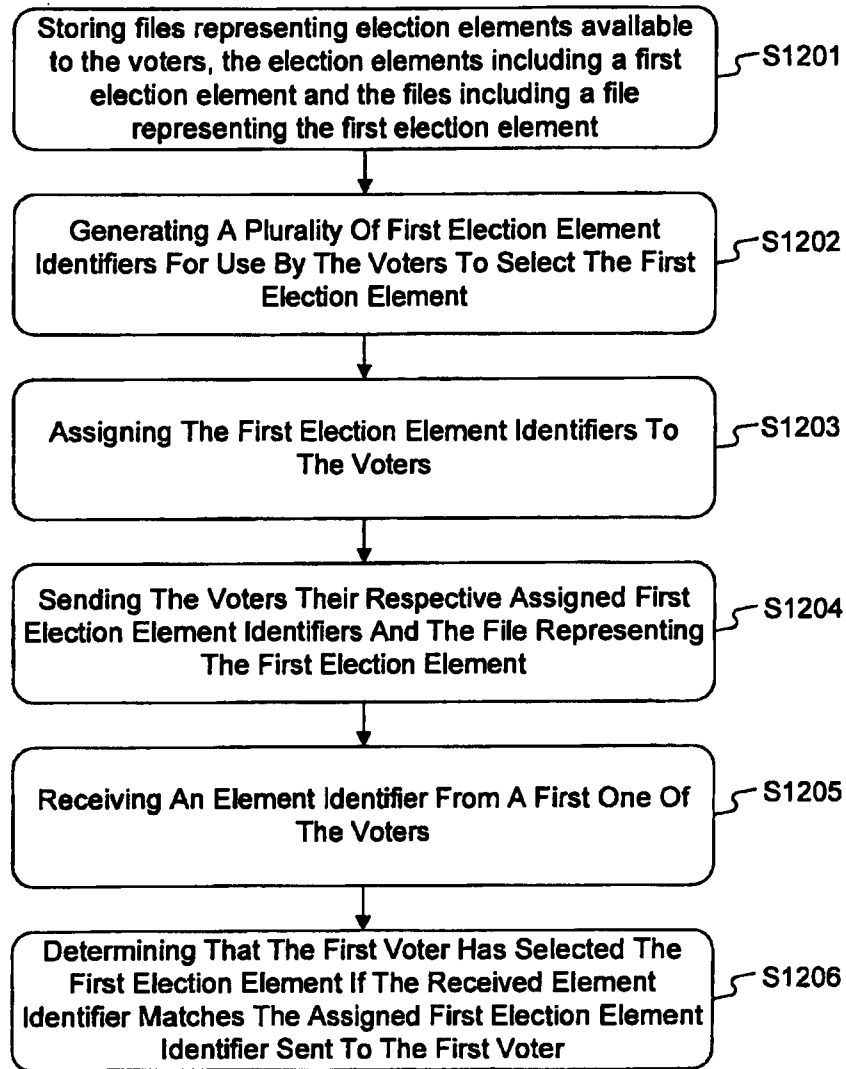 Storing files representing election elements available
to the voters, the election elements including a first
election element and the files including a file
representing the first election element
S1201
Generating A Plurality Of First Election Element
Identifiers For Use By The Voters To Select The First
Election Element
S1202
Assigning The First Election Element Identifiers To
The Voters
S1203
Sending The Voters Their Respective Assigned First
Election Element Identifiers And The File Representing
The First Election Element
S1204
Receiving An Element Identifier From A First One Of
The Voters
S1205
Determining That The First Voter Has Selected The
First Election Element If The Received Element
Identifier Matches The Assigned First Election Element
Identifier Sent To The First Voter
S1206